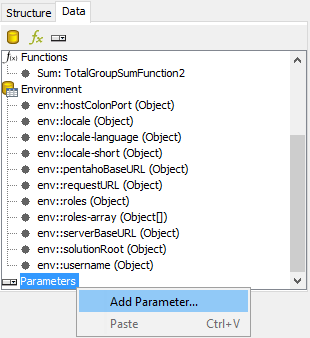 Structure Data
Functions
Sum: TotalGroupSumFunction2
Environment
env::hostColonPort (Object)
env::locale (Object)
env::locale-language (Object)
env::locale-short (Object)
env::pentahoBaseURL (Object)
env::requestURL (Object)
env::roles (Object)
env::roles-array (Object[])
env::serverBaseURL (Object)
env::solutionRoot (Object)
env::username (Object)
Parameters
Add Parameter...
Paste Ctrl+V